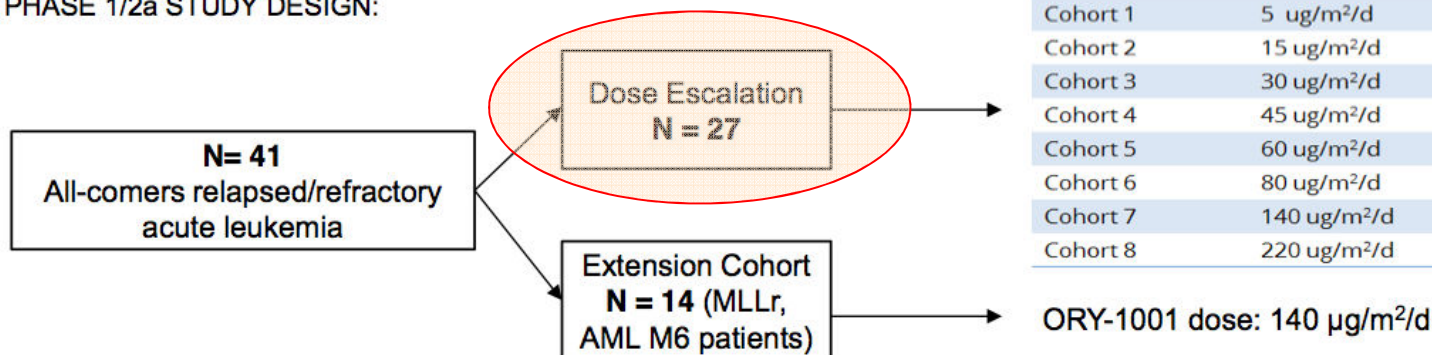 PHASE 1/2a STUDY DESIGN:
N= 41
All-comers relapsed/refractory
acute leukemia
Dose Escalation
N = 27
Cohort 1 5 ug/m²/d
Cohort 2 15 ug/m²/d
Cohort 3 30 ug/m²/d
Cohort 4 45 ug/m²/d
Cohort 5 60 ug/m²/d
Cohort 6 80 ug/m²/d
Cohort 7 140 ug/m²/d
Cohort 8 220 ug/m²/d
Extension Cohort
N = 14 (MLLr,
AML M6 patients)
ORY-1001 dose: 140 µg/m²/d